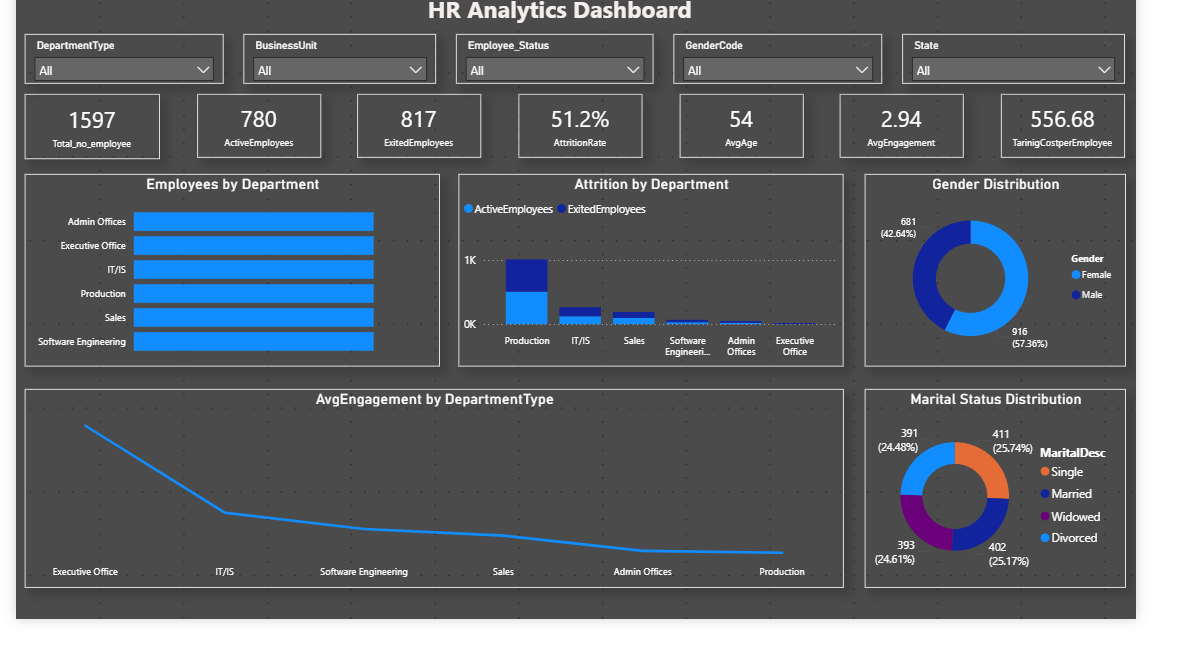 HR Analytics Dashboard
DepartmentType
All
BusinessUnit
All
Employee_Status
All
GenderCode
All
State
All
1597
Total_no_employee
780
ActiveEmployees
817
ExitedEmployees
51.2%
AttritionRate
54
AvgAge
2.94
AvgEngagement
556.68
TarinigCostperEmployee
Employees by Department
Admin Offices
Executive Office
IT/IS
Production
Sales
Software Engineering
Attrition by Department
ActiveEmployees
ExitedEmployees
1K
0K
Production
IT/IS
Sales
Software
Engineeri...
Admin
Offices
Executive
Office
Gender Distribution
681
(42.64%)
916
(57.36%)
Gender
Female
Male
AvgEngagement by DepartmentType
Executive Office
IT/IS
Software Engineering
Sales
Admin Offices
Production
Marital Status Distribution
391
(24.48%)
411
(25.74%)
393
(24.61%)
402
(25.17%)
MaritalDesc
Single
Married
Widowed
Divorced